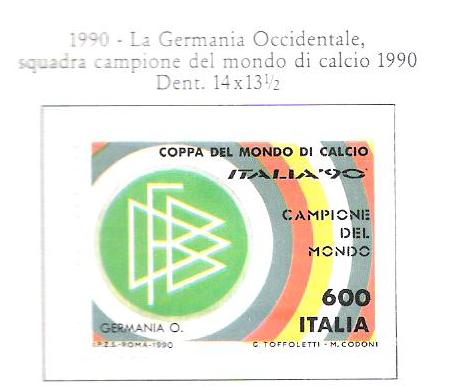 1990 - La Germania Occidentale,
squadra campione del mondo di calcio 1990
Dent. 14x13½
COPPA DEL MONDO DI CALCIO
ITALIA'90
CAMPIONE
DEL
MONDO
DFB
600
ITALIA
GERMANIA O.
I.P.Z.S.-ROMA-1990
G. TOFFOLETTI - M. CODONI